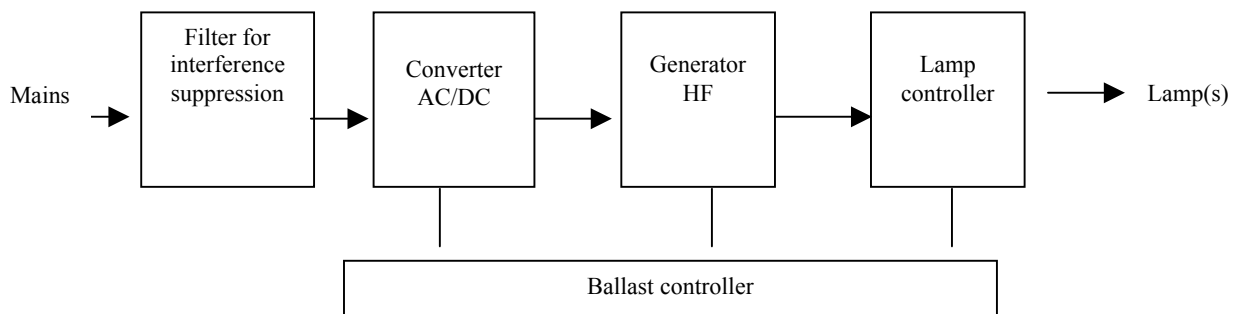 Mains
Filter for
interference
suppression
Converter
AC/DC
Generator
HF
Lamp
controller
Lamp(s)
Ballast controller